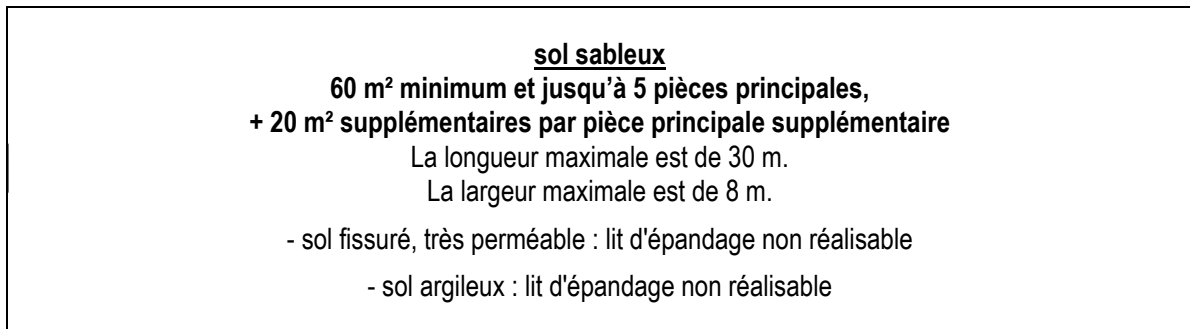 sol sableux
60 m² minimum et jusqu’à 5 pièces principales,
+ 20 m² supplémentaires par pièce principale supplémentaire
La longueur maximale est de 30 m.
La largeur maximale est de 8 m.
- sol fissuré, très perméable : lit d'épandage non réalisable
- sol argileux : lit d'épandage non réalisable